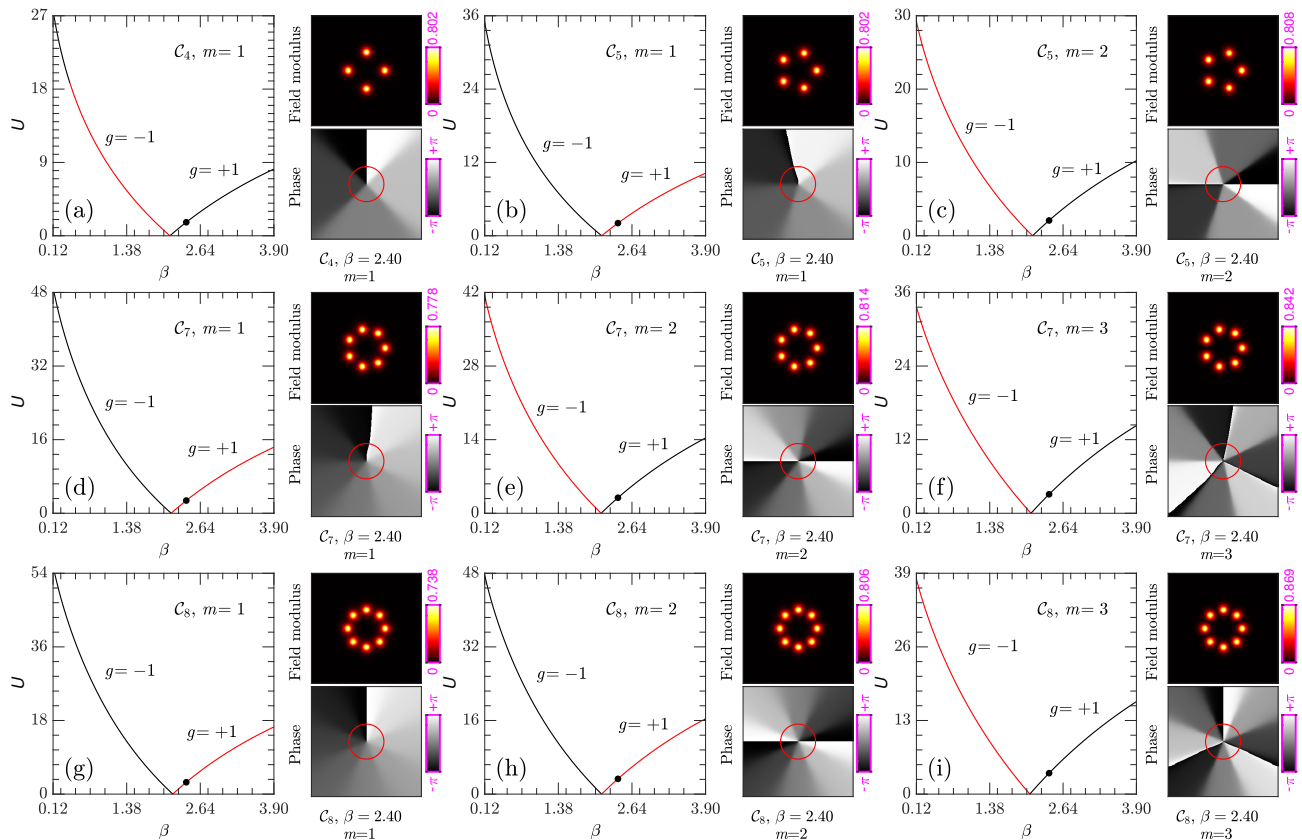 27
18
9
0
U
0.12 1.38 2.64 3.90
β
C₄, m= 1
g= −1
g= +1
(a)
Field modulus
0 0.802
Phase
-π +π
C₄, β = 2.40
m=1
36
24
12
0
U
0.12 1.38 2.64 3.90
β
C₅, m= 1
g= −1
g= +1
(b)
Field modulus
0 0.802
Phase
-π +π
C₅, β = 2.40
m=1
30
20
10
0
U
0.12 1.38 2.64 3.90
β
C₅, m= 2
g= −1
g= +1
(c)
Field modulus
0 0.808
Phase
-π +π
C₅, β = 2.40
m=2
48
32
16
0
U
0.12 1.38 2.64 3.90
β
C₇, m= 1
g= −1
g= +1
(d)
Field modulus
0 0.778
Phase
-π +π
C₇, β = 2.40
m=1
42
28
14
0
U
0.12 1.38 2.64 3.90
β
C₇, m= 2
g= −1
g= +1
(e)
Field modulus
0 0.814
Phase
-π +π
C₇, β = 2.40
m=2
36
24
12
0
U
0.12 1.38 2.64 3.90
β
C₇, m= 3
g= −1
g= +1
(f)
Field modulus
0 0.842
Phase
-π +π
C₇, β = 2.40
m=3
54
36
18
0
U
0.12 1.38 2.64 3.90
β
C₈, m= 1
g= −1
g= +1
(g)
Field modulus
0 0.738
Phase
-π +π
C₈, β = 2.40
m=1
48
32
16
0
U
0.12 1.38 2.64 3.90
β
C₈, m= 2
g= −1
g= +1
(h)
Field modulus
0 0.806
Phase
-π +π
C₈, β = 2.40
m=2
39
26
13
0
U
0.12 1.38 2.64 3.90
β
C₈, m= 3
g= −1
g= +1
(i)
Field modulus
0 0.869
Phase
-π +π
C₈, β = 2.40
m=3